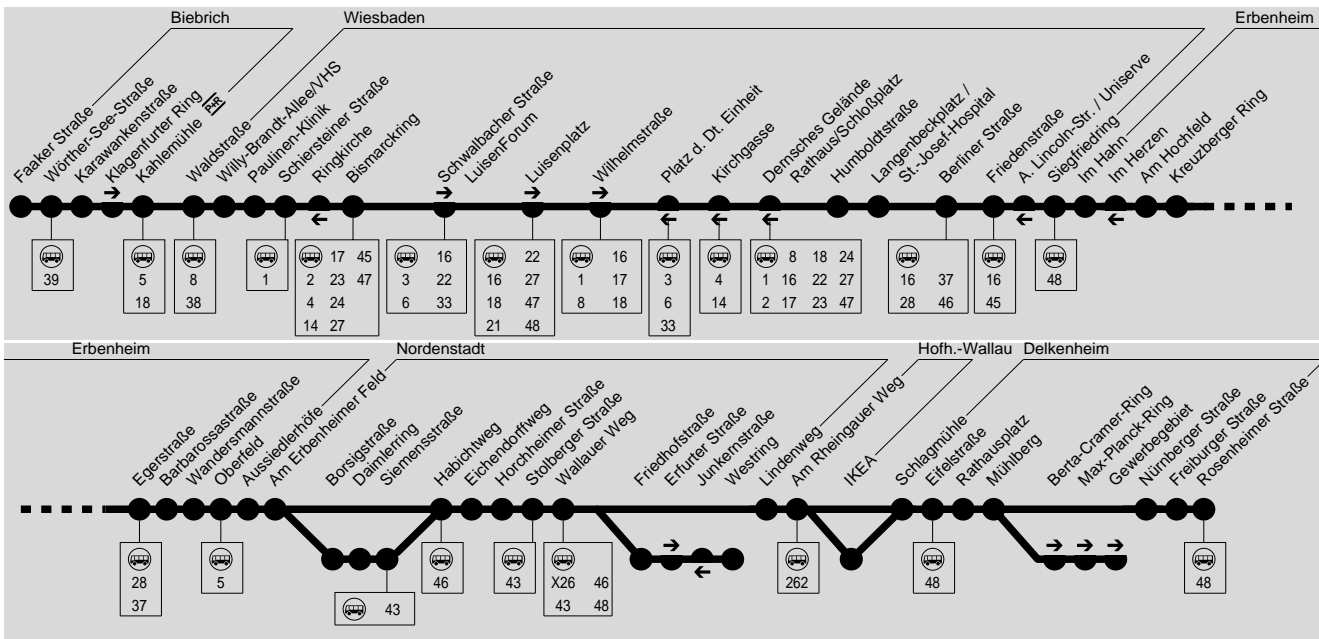 Biebrich
Wiesbaden
Erbenheim
Faaker Straße
Wörther-See-Straße
Karawankenstraße
Klagenfurter Ring
Kahlemühle P+R
Waldstraße
Willy-Brandt-Allee/VHS
Paulinen-Klinik
Schiersteiner Straße
Ringkirche
Bismarckring
Schwalbacher Straße
LuisenForum
Luisenplatz
Wilhelmstraße
Platz d. Dt. Einheit
Kirchgasse
Dernsches Gelände
Rathaus/Schloßplatz
Humboldtstraße
Langenbeckplatz /
St.-Josef-Hospital
Berliner Straße
Friedenstraße
A. Lincoln-Str. / Uniserve
Siegfriedring
Im Hahn
Im Herzen
Am Hochfeld
Kreuzberger Ring
39
5
18
8
38
1
17 45
2 23 47
4 24
14 27
16
3 22
6 33
22
16 27
18 47
21 48
16
1 17
8 18
3
6
33
4
14
8 18 24
1 16 22 27
2 17 23 47
16 37
28 46
16
45
48
Erbenheim
Nordenstadt
Hofh.-Wallau
Delkenheim
Egerstraße
Barbarossastraße
Wandersmannstraße
Oberfeld
Aussiedlerhöfe
Am Erbenheimer Feld
Borsigstraße
Daimlerring
Siemensstraße
Habichtweg
Eichendorffweg
Horchheimer Straße
Stolberger Straße
Wallauer Weg
Friedhofstraße
Erfurter Straße
Junkernstraße
Westring
Lindenweg
Am Rheingauer Weg
IKEA
Schlagmühle
Eifelstraße
Rathausplatz
Mühlberg
Berta-Cramer-Ring
Max-Planck-Ring
Gewerbegebiet
Nürnberger Straße
Freiburger Straße
Rosenheimer Straße
28
37
5
43
46
43
X26 46
43 48
262
48
48